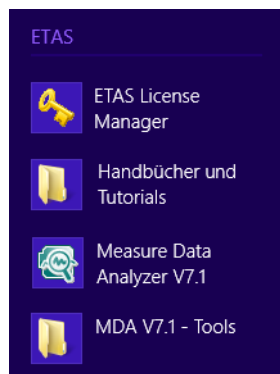 ETAS
ETAS License
Manager
Handbücher und
Tutorials
Measure Data
Analyzer V7.1
MDA V7.1 - Tools